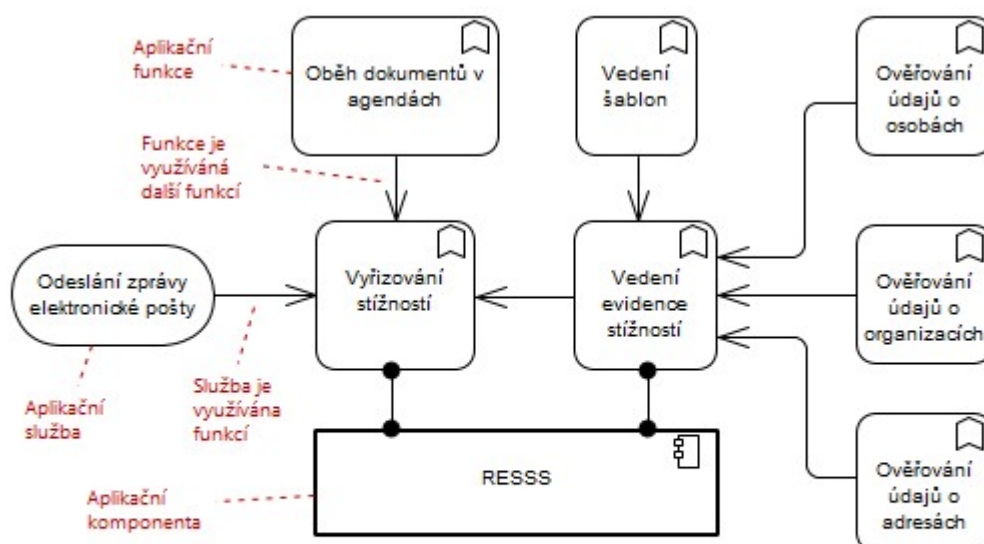 Aplikační
funkce
Oběh dokumentů v
agendách
Vedení
šablon
Ověřování
údajů o
osobách
Funkce je
využíváná
další funkcí
Odeslání zprávy
elektronické pošty
Vyřizování
stížností
Vedení
evidence
stížností
Ověřování
údajů o
organizacích
Aplikační
služba
Služba je
využívána
funkcí
Aplikační
komponenta
RESSS
Ověřování
údajů o
adresách